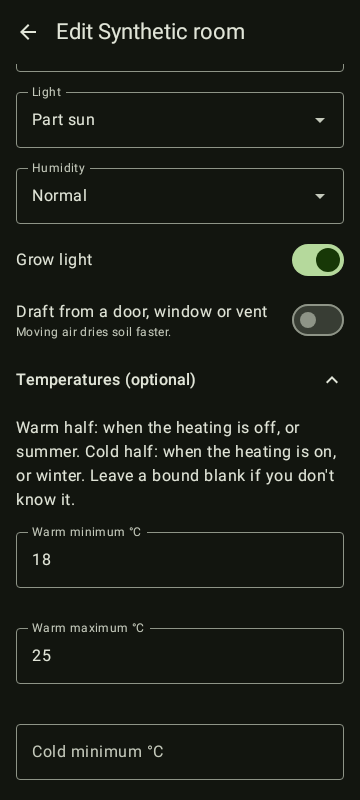 Edit Synthetic room
Light
Part sun
Humidity
Normal
Grow light
Draft from a door, window or vent
Moving air dries soil faster.
Temperatures (optional)
Warm half: when the heating is off, or
summer. Cold half: when the heating is on,
or winter. Leave a bound blank if you don't
know it.
Warm minimum °C
18
Warm maximum °C
25
Cold minimum °C